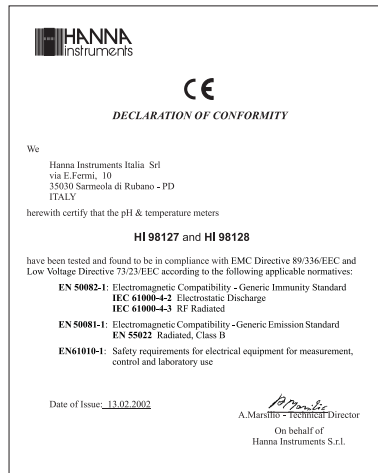 HANNA
instruments
CE
DECLARATION OF CONFORMITY
We
Hanna Instruments Italia Srl
via E.Fermi, 10
35030 Sarmeola di Rubano - PD
ITALY
herewith certify that the pH & temperature meters
HI 98127 and HI 98128
have been tested and found to be in compliance with EMC Directive 89/336/EEC and
Low Voltage Directive 73/23/EEC according to the following applicable normatives:
EN 50082-1: Electromagnetic Compatibility - Generic Immunity Standard
IEC 61000-4-2 Electrostatic Discharge
IEC 61000-4-3 RF Radiated
EN 50081-1: Electromagnetic Compatibility - Generic Emission Standard
EN 55022 Radiated, Class B
EN61010-1: Safety requirements for electrical equipment for measurement,
control and laboratory use
Date of Issue: 13.02.2002
A.Marsilio
A.Marsilio - Technical Director
On behalf of
Hanna Instruments S.r.l.